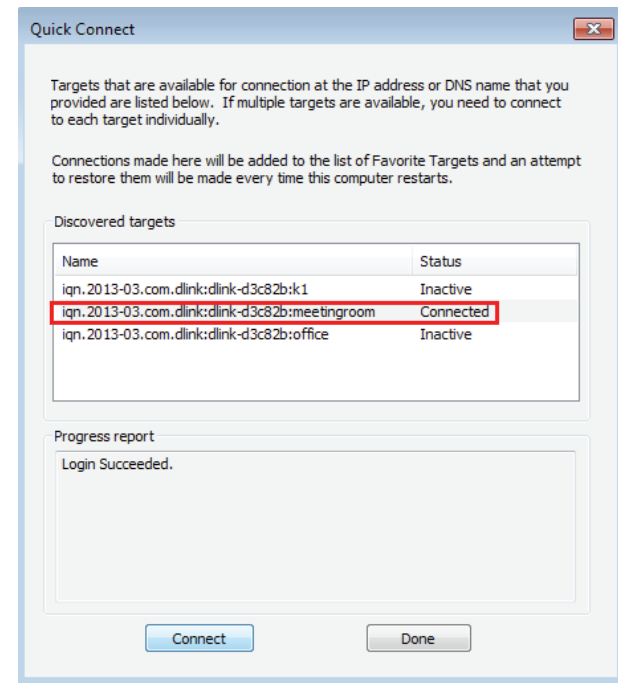 Quick Connect
Targets that are available for connection at the IP address or DNS name that you
provided are listed below.  If multiple targets are available, you need to connect
to each target individually.
Connections made here will be added to the list of Favorite Targets and an attempt
to restore them will be made every time this computer restarts.
Discovered targets
Name Status
iqn.2013-03.com.dlink:dlink-d3c82b:k1 Inactive
iqn.2013-03.com.dlink:dlink-d3c82b:meetingroom Connected
iqn.2013-03.com.dlink:dlink-d3c82b:office Inactive
Progress report
Login Succeeded.
Connect Done